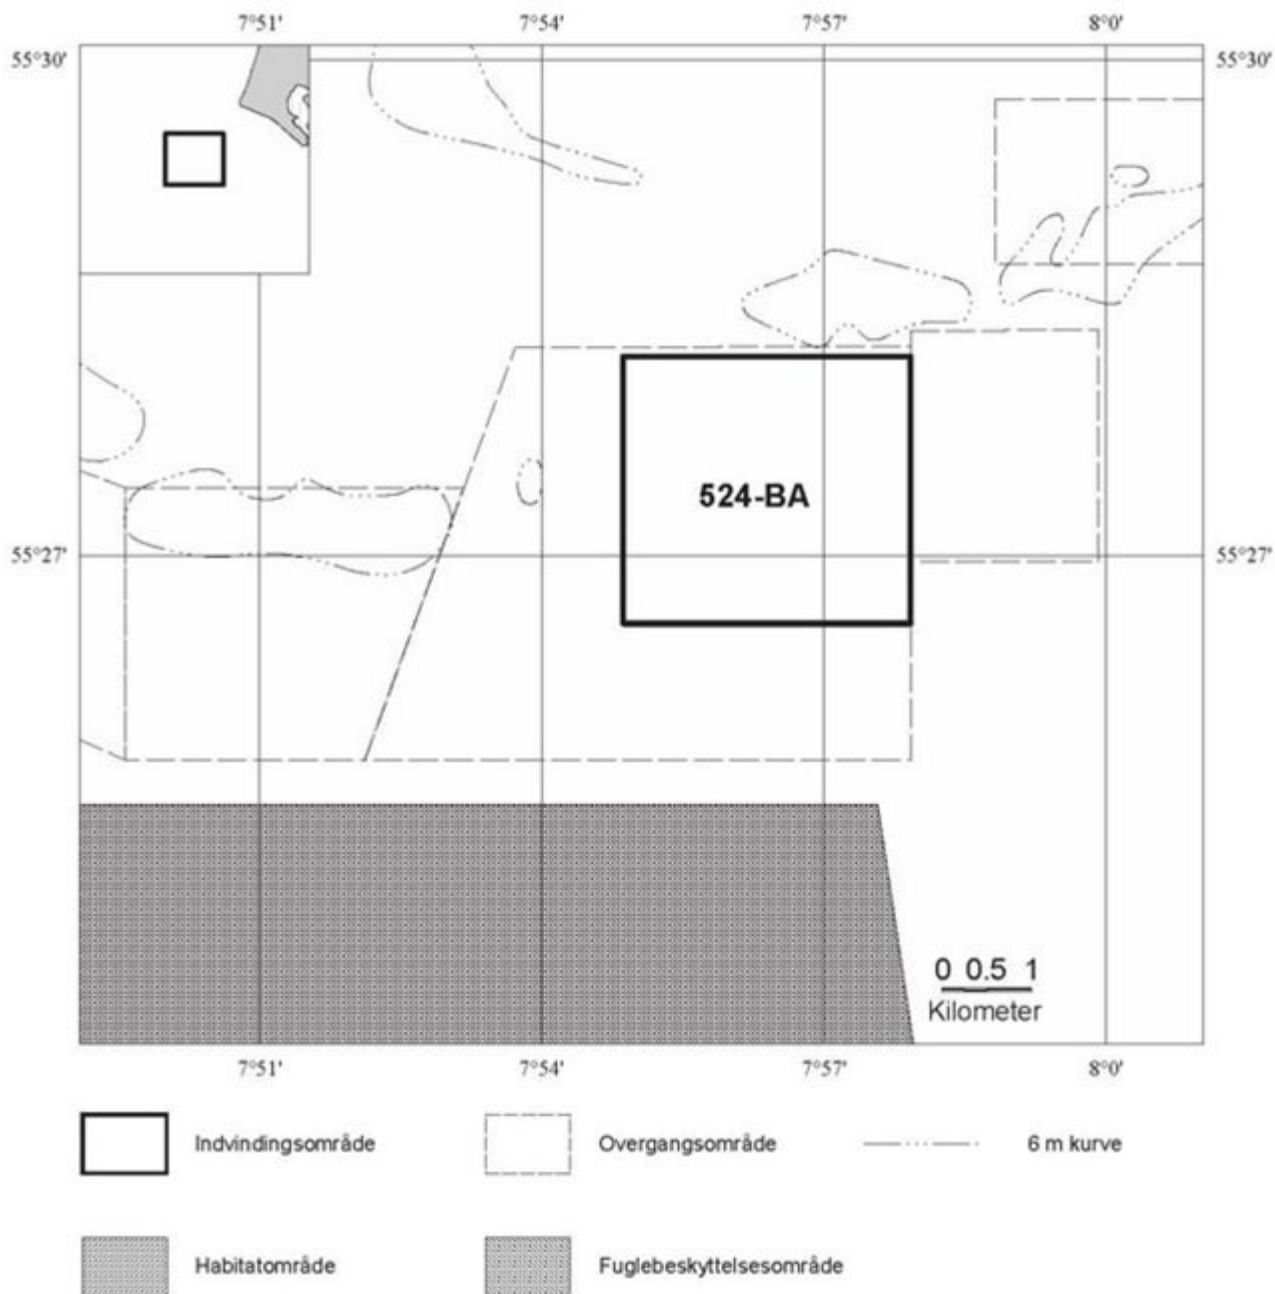 7°51' 7°54' 7°57' 8°0'
55°30' 55°30'
524-BA
55°27' 55°27'
0 0.5 1
Kilometer
7°51' 7°54' 7°57' 8°0'
Indvindingsområde Overgangsområde 6 m kurve
Habitatområde Fuglebeskyttelsesområde